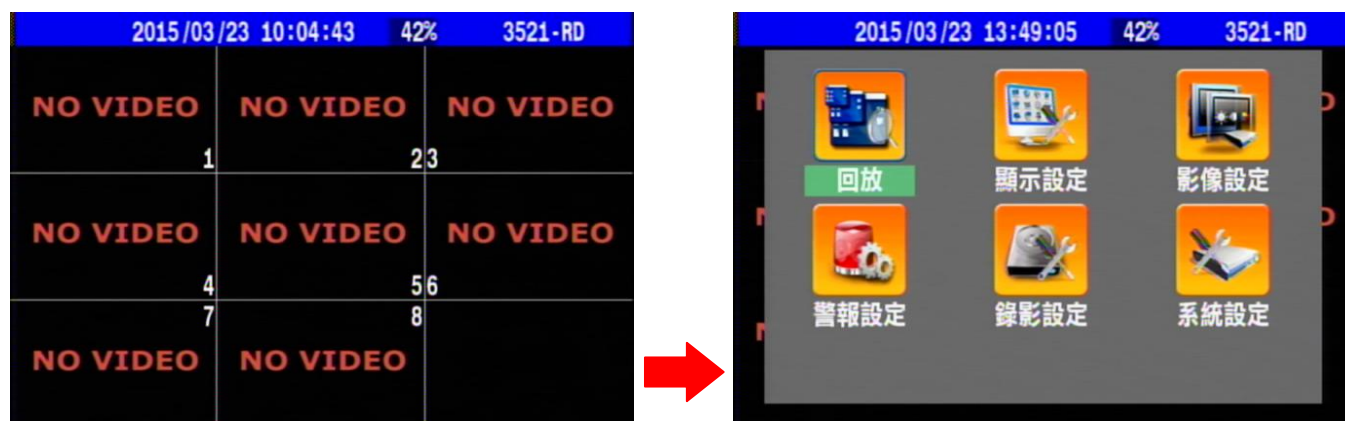 2015/03/23 10:04:43 42% 3521-RD
NO VIDEO NO VIDEO NO VIDEO
1 2 3
NO VIDEO NO VIDEO NO VIDEO
4 5 6
7 8
NO VIDEO NO VIDEO
2015/03/23 13:49:05 42% 3521-RD
回放 顯示設定 影像設定
警報設定 錄影設定 系統設定